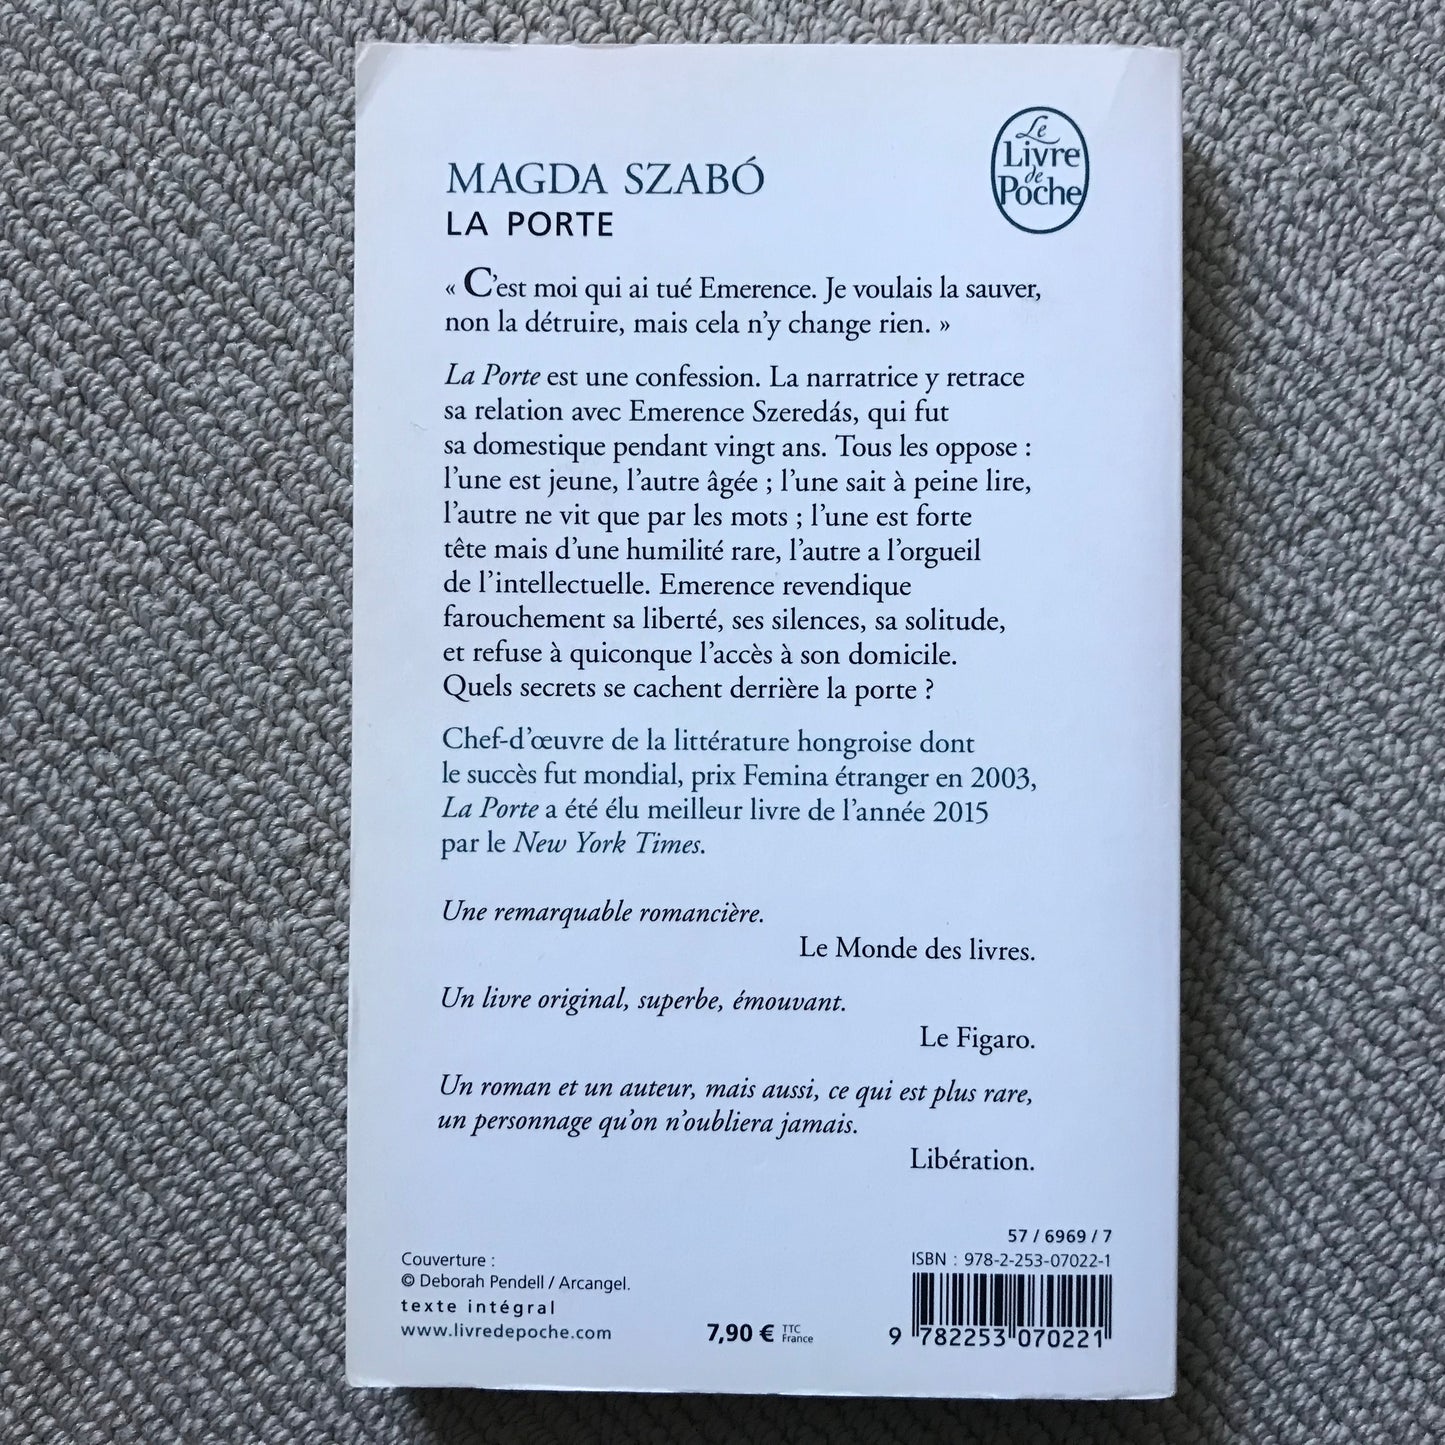 Le
Livre
de
Poche
MAGDA SZABÓ
LA PORTE
« C'est moi qui ai tué Emerence. Je voulais la sauver,
non la détruire, mais cela n'y change rien. »
La Porte est une confession. La narratrice y retrace
sa relation avec Emerence Szeredás, qui fut
sa domestique pendant vingt ans. Tous les oppose :
l'une est jeune, l'autre âgée ; l'une sait à peine lire,
l'autre ne vit que par les mots ; l'une est forte
tête mais d'une humilité rare, l'autre a l'orgueil
de l'intellectuelle. Emerence revendique
farouchement sa liberté, ses silences, sa solitude,
et refuse à quiconque l'accès à son domicile.
Quels secrets se cachent derrière la porte ?
Chef-d'œuvre de la littérature hongroise dont
le succès fut mondial, prix Femina étranger en 2003,
La Porte a été élu meilleur livre de l'année 2015
par le New York Times.
Une remarquable romancière.
Le Monde des livres.
Un livre original, superbe, émouvant.
Le Figaro.
Un roman et un auteur, mais aussi, ce qui est plus rare,
un personnage qu'on n'oubliera jamais.
Libération.
Couverture :
© Deborah Pendell / Arcangel.
texte intégral
www.livredepoche.com
7,90 € TTC
France
57 / 6969 / 7
ISBN : 978-2-253-07022-1
9 782253 070221